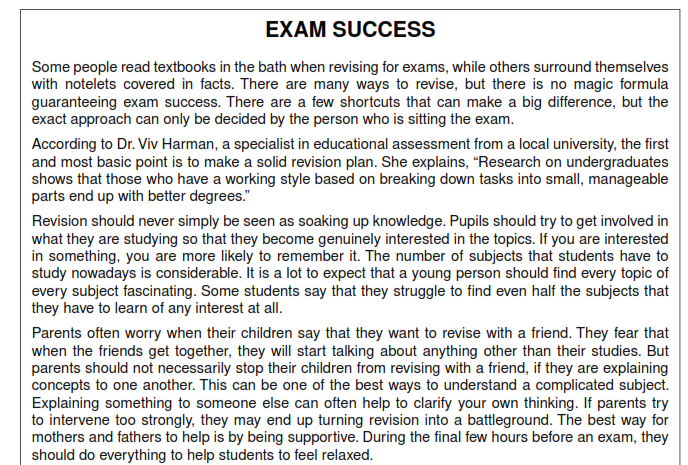 EXAM SUCCESS
Some people read textbooks in the bath when revising for exams, while others surround themselves
with notelets covered in facts. There are many ways to revise, but there is no magic formula
guaranteeing exam success. There are a few shortcuts that can make a big difference, but the
exact approach can only be decided by the person who is sitting the exam.
According to Dr. Viv Harman, a specialist in educational assessment from a local university, the first
and most basic point is to make a solid revision plan. She explains, “Research on undergraduates
shows that those who have a working style based on breaking down tasks into small, manageable
parts end up with better degrees.”
Revision should never simply be seen as soaking up knowledge. Pupils should try to get involved in
what they are studying so that they become genuinely interested in the topics. If you are interested
in something, you are more likely to remember it. The number of subjects that students have to
study nowadays is considerable. It is a lot to expect that a young person should find every topic of
every subject fascinating. Some students say that they struggle to find even half the subjects that
they have to learn of any interest at all.
Parents often worry when their children say that they want to revise with a friend. They fear that
when the friends get together, they will start talking about anything other than their studies. But
parents should not necessarily stop their children from revising with a friend, if they are explaining
concepts to one another. This can be one of the best ways to understand a complicated subject.
Explaining something to someone else can often help to clarify your own thinking. If parents try
to intervene too strongly, they may end up turning revision into a battleground. The best way for
mothers and fathers to help is by being supportive. During the final few hours before an exam, they
should do everything to help students to feel relaxed.